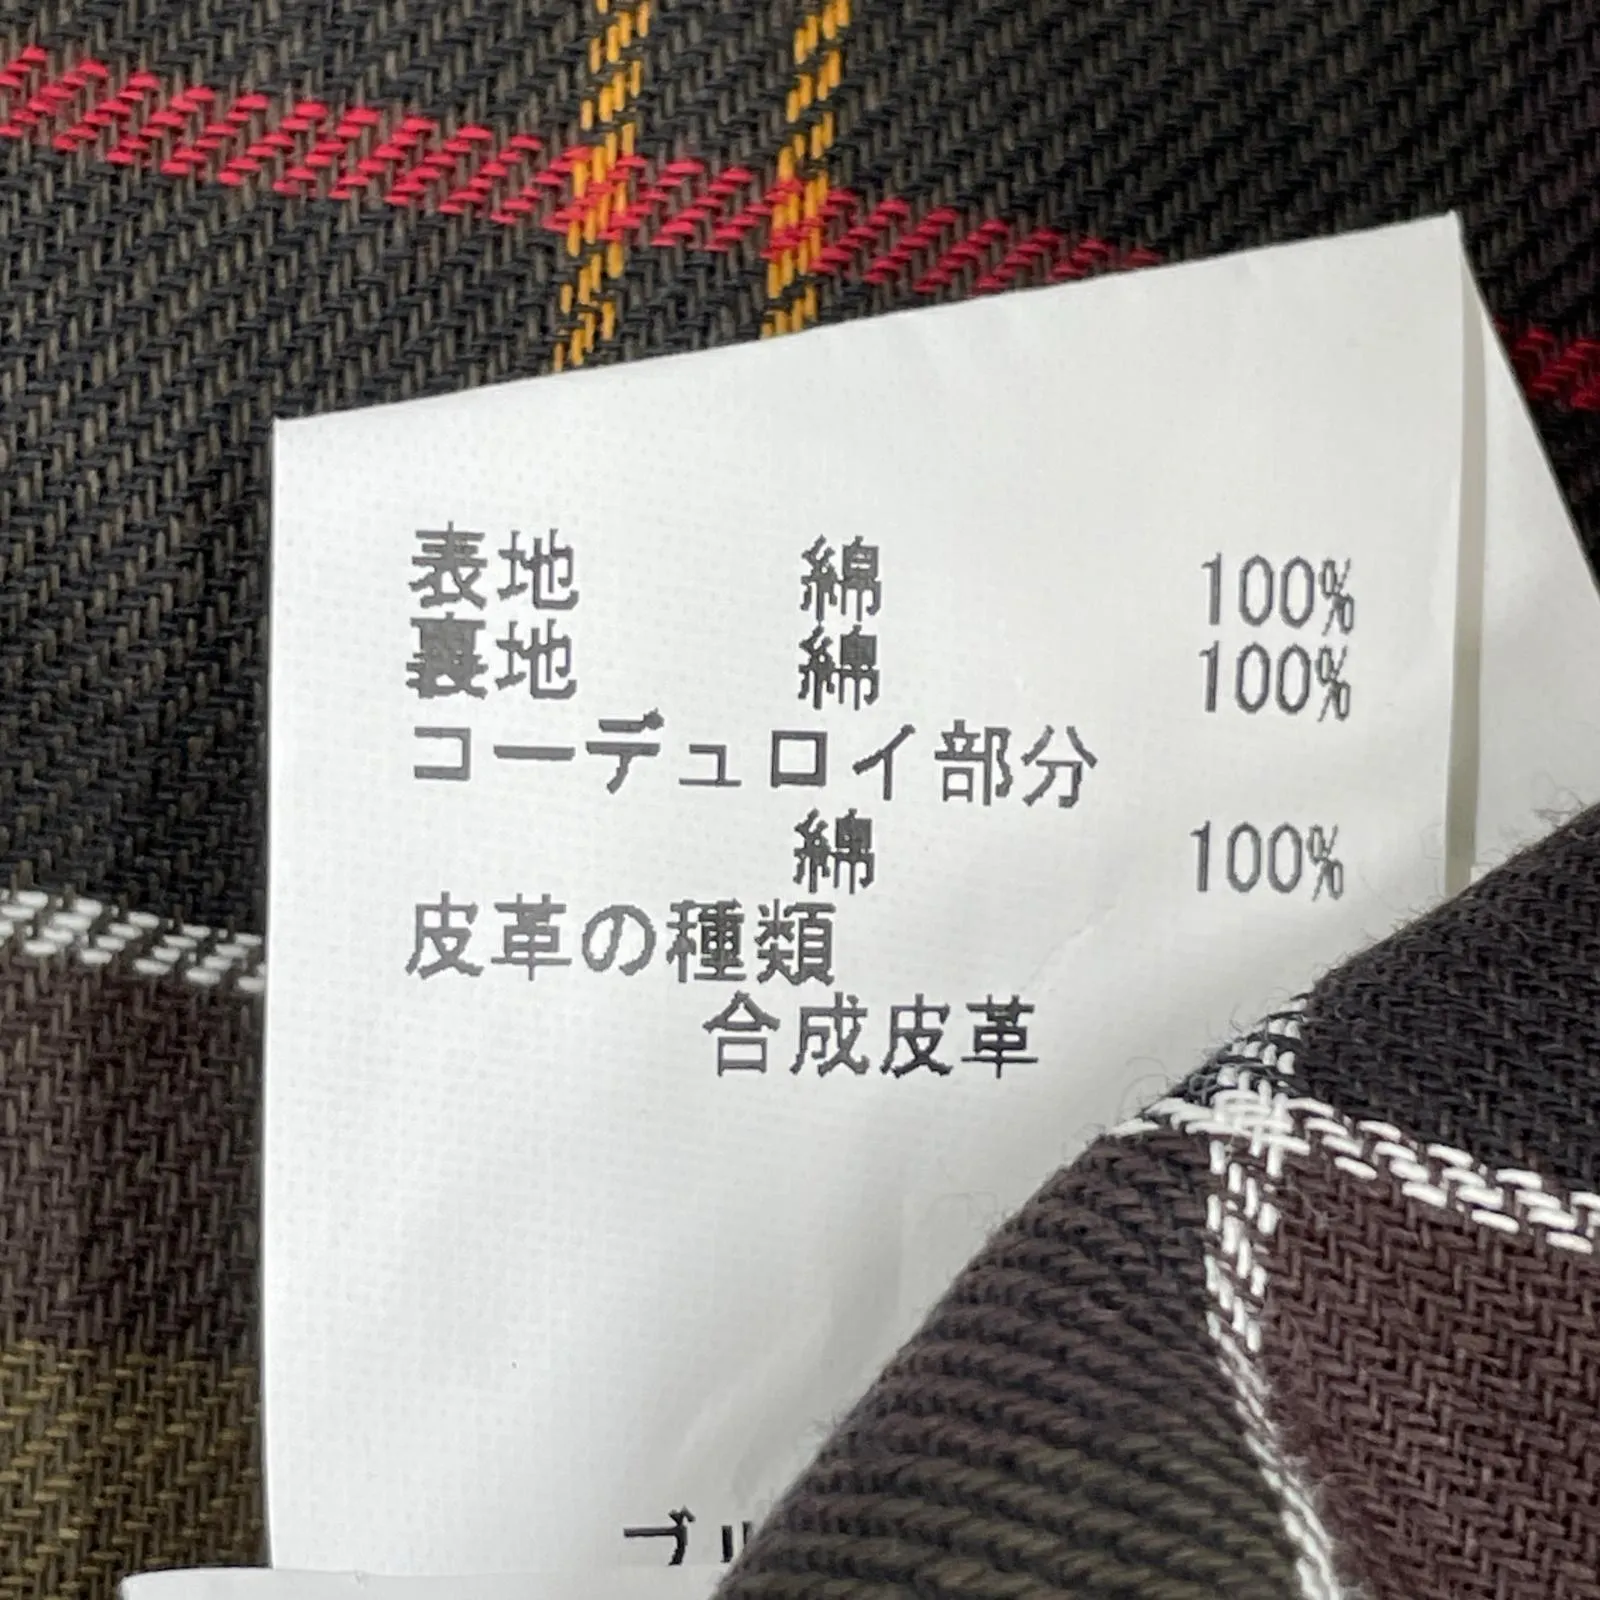 表地 綿 100%
裏地 綿 100%
コーデュロイ部分
綿 100%
皮革の種類
合成皮革